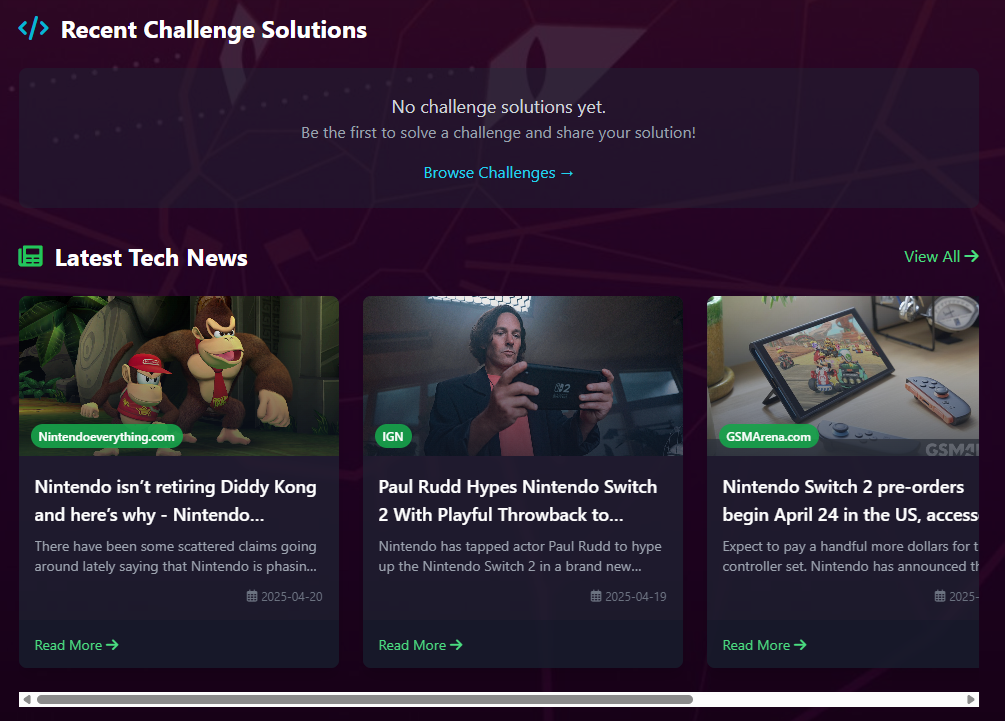 Recent Challenge Solutions
No challenge solutions yet.
Be the first to solve a challenge and share your solution!
Browse Challenges →
Latest Tech News
View All →
Nintendoeverything.com
Nintendo isn’t retiring Diddy Kong
and here’s why - Nintendo...
There have been some scattered claims going
around lately saying that Nintendo is phasin...
2025-04-20
Read More →
IGN
Paul Rudd Hypes Nintendo Switch
2 With Playful Throwback to...
Nintendo has tapped actor Paul Rudd to hype
up the Nintendo Switch 2 in a brand new...
2025-04-19
Read More →
GSMArena.com
Nintendo Switch 2 pre-orders
begin April 24 in the US, access
Expect to pay a handful more dollars for t
controller set. Nintendo has announced th
2025-
Read More →